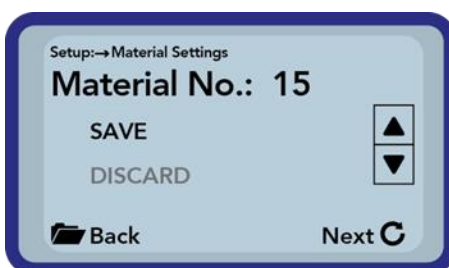 Setup:→Material Settings
Material No.: 15
SAVE
DISCARD
Back Next